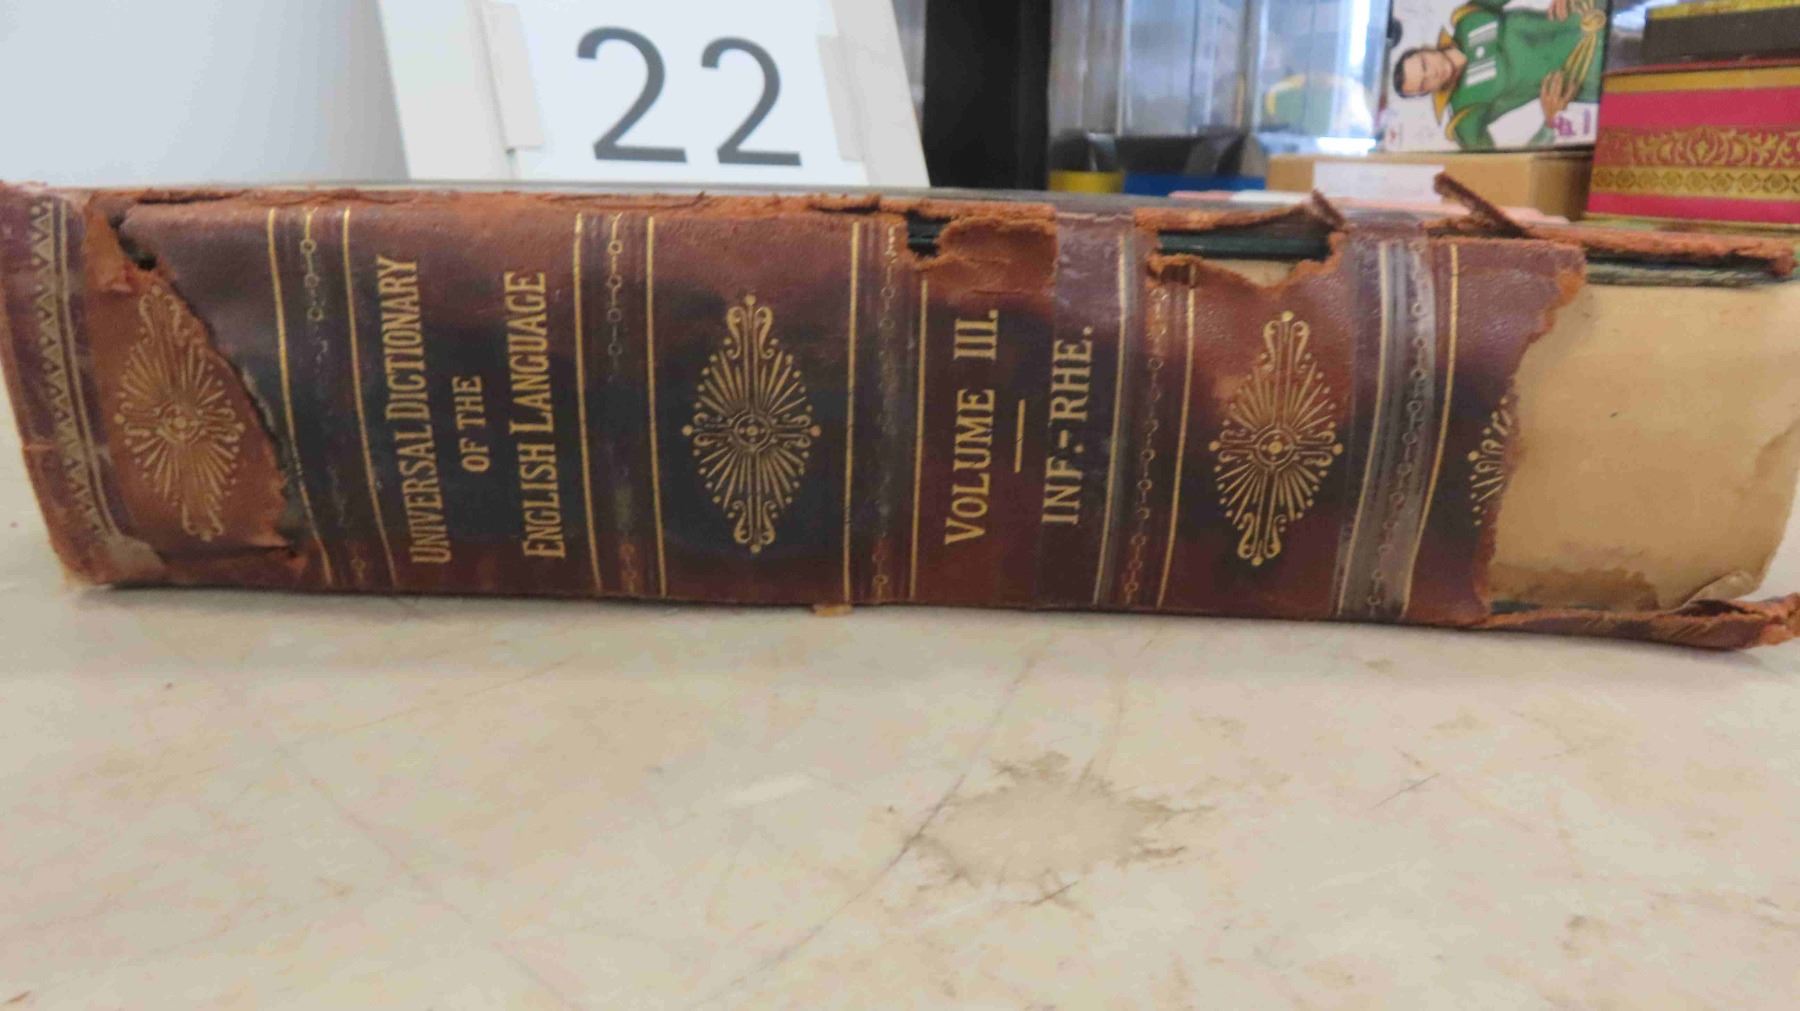 22
UNIVERSAL DICTIONARY
OF THE
ENGLISH LANGUAGE
VOLUME III.
INF.-RHE.